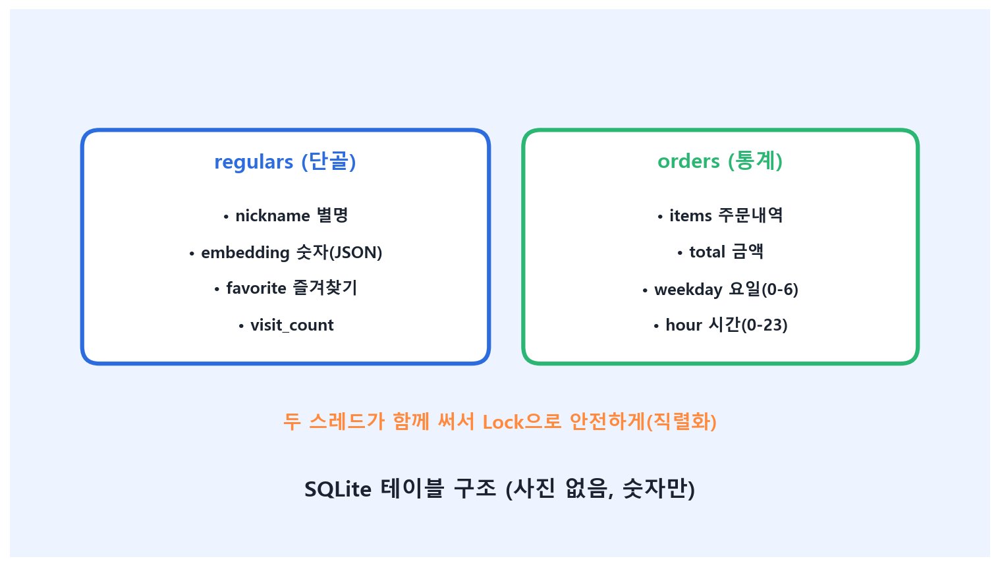 regulars (단골)
• nickname 별명
• embedding 숫자(JSON)
• favorite 즐겨찾기
• visit_count
orders (통계)
• items 주문내역
• total 금액
• weekday 요일(0-6)
• hour 시간(0-23)
두 스레드가 함께 써서 Lock으로 안전하게(직렬화)
SQLite 테이블 구조 (사진 없음, 숫자만)